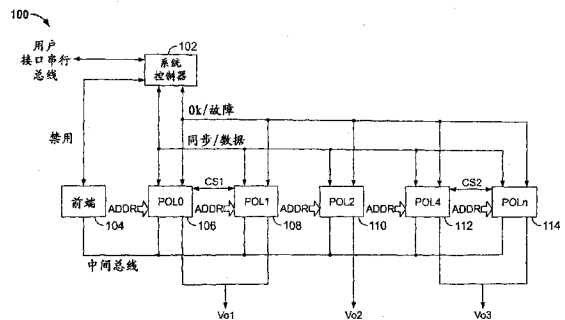 100
用户
接口串行
总线
102
系统
控制器
Ok/故障
禁用
同步/数据
前端
104
ADDR
POL0
106
CS1
ADDR
POL1
108
ADDR
POL2
110
ADDR
POL4
112
CS2
ADDR
POLn
114
中间总线
Vo1
Vo2
Vo3